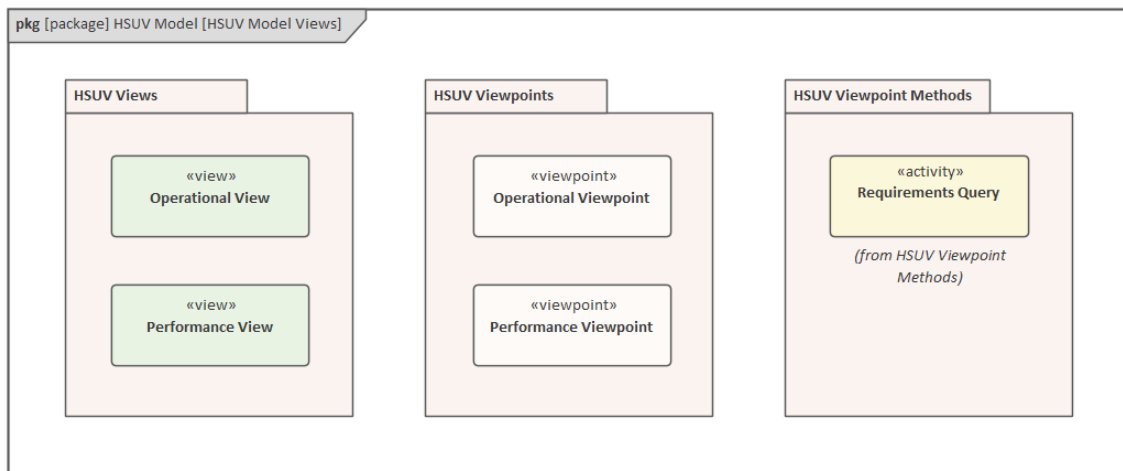 pkg [package] HSUV Model [HSUV Model Views]
HSUV Views
«view»
Operational View
«view»
Performance View
HSUV Viewpoints
«viewpoint»
Operational Viewpoint
«viewpoint»
Performance Viewpoint
HSUV Viewpoint Methods
«activity»
Requirements Query
(from HSUV Viewpoint
Methods)